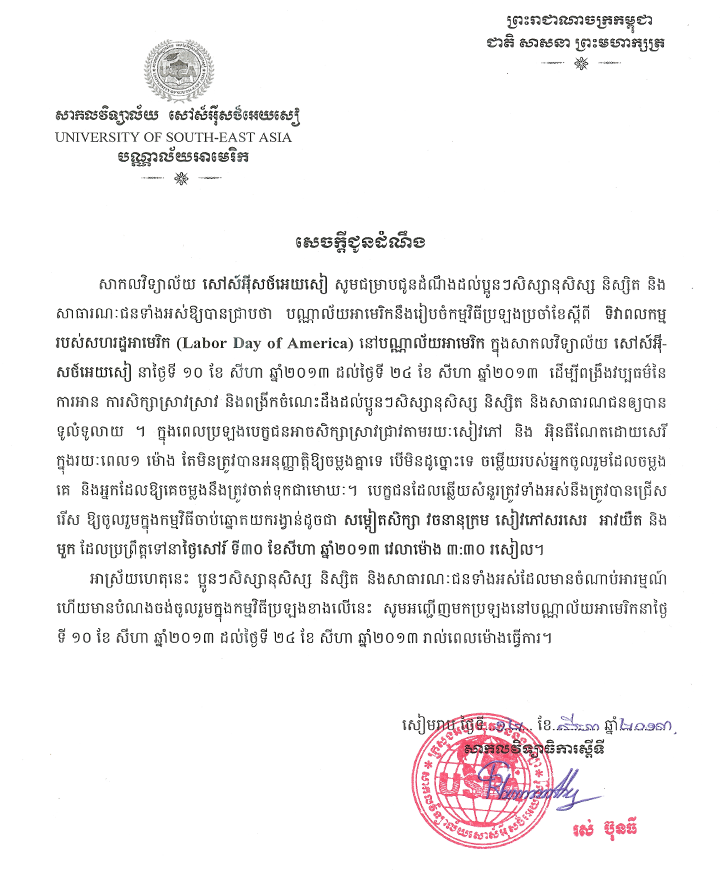 ព្រះរាជាណាចក្រកម្ពុជា
ជាតិ សាសនា ព្រះមហាក្សត្រ
សាកលវិទ្យាល័យ សៅស៍អ៊ីសថ៍អេយសៀ
UNIVERSITY OF SOUTH-EAST ASIA
បណ្ណាល័យអាមេរិក
សេចក្តីជូនដំណឹង
សាកលវិទ្យាល័យ សៅស៍អ៊ីសថ៍អេយសៀ សូមជម្រាបជូនដំណឹងដល់ប្អូនៗសិស្សានុសិស្ស និស្សិត និង
សាធារណៈជនទាំងអស់ឱ្យបានជ្រាបថា បណ្ណាល័យអាមេរិកនឹងរៀបចំកម្មវិធីប្រឡងប្រចាំខែស្តីពី ទិវាពលកម្ម
របស់សហរដ្ឋអាមេរិក (Labor Day of America) នៅបណ្ណាល័យអាមេរិក ក្នុងសាកលវិទ្យាល័យ សៅស៍អ៊ី-
សថ៍អេយសៀ នាថ្ងៃទី ១០ ខែ សីហា ឆ្នាំ២០១៣ ដល់ថ្ងៃទី ២៤ ខែ សីហា ឆ្នាំ២០១៣ ដើម្បីពង្រឹងវប្បធម៌នៃ
ការអាន ការសិក្សាស្រាវស្រាវ និងពង្រីកចំណេះដឹងដល់ប្អូនៗសិស្សានុសិស្ស និស្សិត និងសាធារណជនឲ្យបាន
ទូលំទូលាយ ។ ក្នុងពេលប្រឡងបេក្ខជនអាចសិក្សាស្រាវជ្រាវតាមរយៈសៀវភៅ និង អ៊ិនធឺណែតដោយសេរី
ក្នុងរយៈពេល១ ម៉ោង តែមិនត្រូវបានអនុញ្ញាត្តិឱ្យចម្លងគ្នាទេ បើមិនដូច្នោះទេ ចម្លើយរបស់អ្នកចូលរួមដែលចម្លង
គេ និងអ្នកដែលឱ្យគេចម្លងនឹងត្រូវចាត់ទុកជាមោឃៈ។ បេក្ខជនដែលឆ្លើយសំនួរត្រូវទាំងអស់នឹងត្រូវបានជ្រើស
រើស ឱ្យចូលរួមក្នុងកម្មវិធីចាប់ឆ្នោតយករង្វាន់ដូចជា សម្ភៀតសិក្សា វចនានុក្រម សៀវភៅសរសេរ អាវយឺត និង
មួក ដែលប្រព្រឹត្តទៅនាថ្ងៃសៅរ៍ ទី៣០ ខែសីហា ឆ្នាំ២០១៣ វេលាម៉ោង ៣:៣០ រសៀល។
អាស្រ័យហេតុនេះ ប្អូនៗសិស្សានុសិស្ស និស្សិត និងសាធារណៈជនទាំងអស់ដែលមានចំណាប់អារម្មណ៍
ហើយមានបំណងចង់ចូលរួមក្នុងកម្មវិធីប្រឡងខាងលើនេះ សូមអញ្ជើញមកប្រឡងនៅបណ្ណាល័យអាមេរិកនាថ្ងៃ
ទី ១០ ខែ សីហា ឆ្នាំ២០១៣ ដល់ថ្ងៃទី ២៤ ខែ សីហា ឆ្នាំ២០១៣ រាល់ពេលម៉ោងធ្វើការ។
សៀមរាប ថ្ងៃទី ខែ សីហា ឆ្នាំ ២០១៣
សាកលវិទ្យាធិការស្តីទី
រស់ ប៊ុនធី